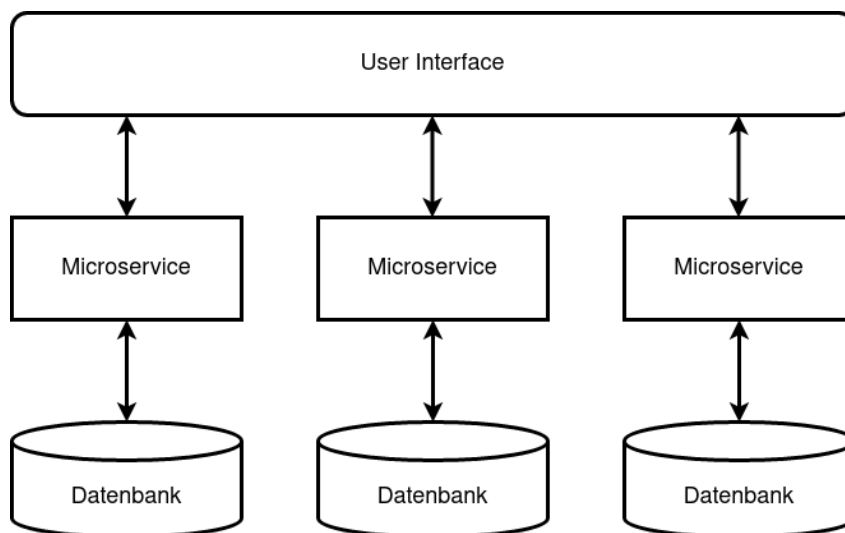 User Interface
Microservice
Microservice
Microservice
Datenbank
Datenbank
Datenbank